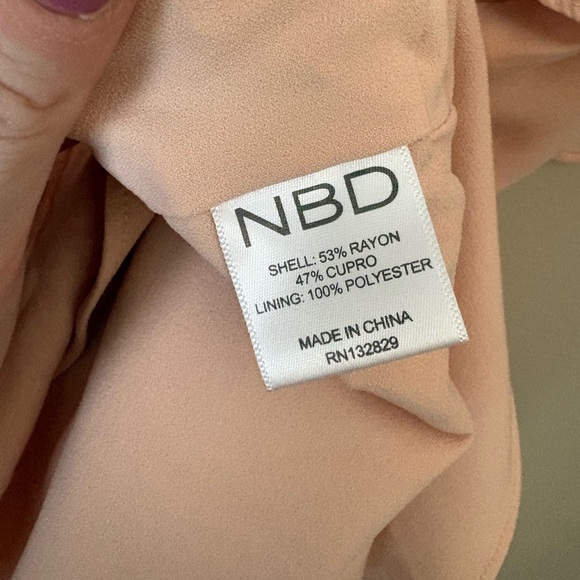 NBD
SHELL: 53% RAYON
47% CUPRO
LINING: 100% POLYESTER
MADE IN CHINA
RN132829